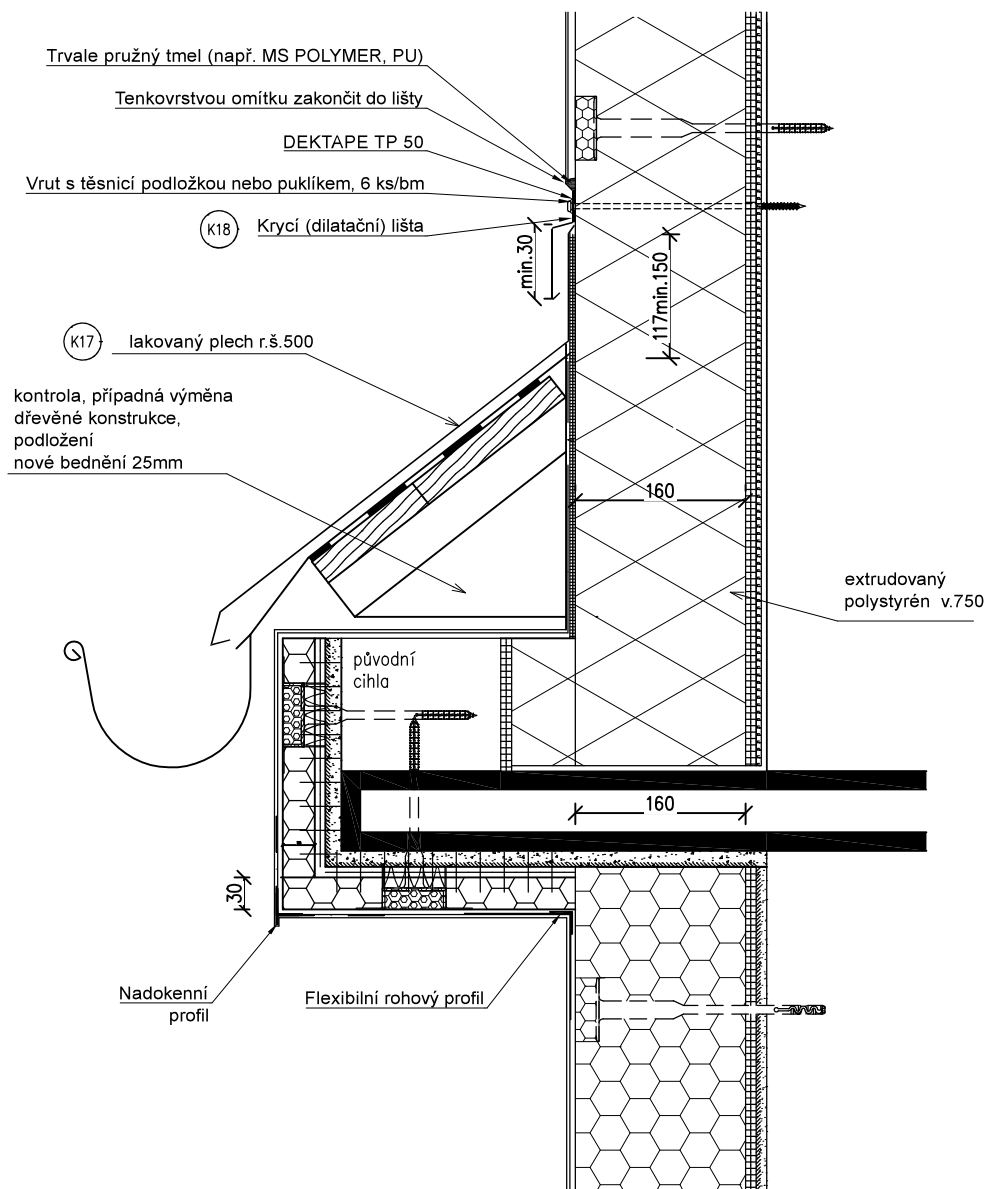 Trvale pružný tmel (např. MS POLYMER, PU)
Tenkovrstvou omítku zakončit do lišty
DEKTAPE TP 50
Vrut s těsnicí podložkou nebo puklíkem, 6 ks/bm
K18
Krycí (dilatační) lišta
min.30
117min.150
K17
lakovaný plech r.š.500
kontrola, případná výměna
dřevěné konstrukce,
podložení
nové bednění 25mm
160
extrudovaný
polystyrén v.750
původní
cihla
160
30
Nadokenní
profil
Flexibilní rohový profil